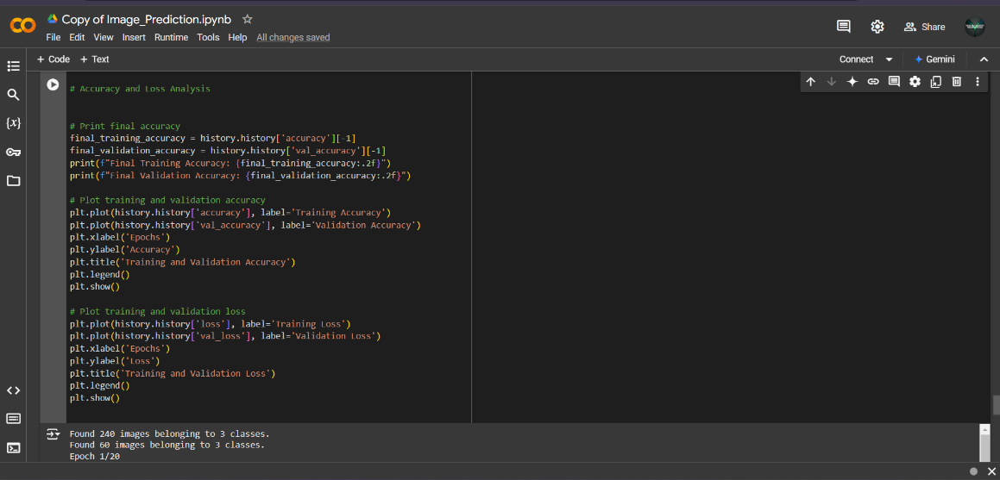 Copy of Image_Prediction.ipynb
File Edit View Insert Runtime Tools Help All changes saved
Share
+ Code + Text
Connect
Gemini
{x}
# Accuracy and Loss Analysis
# Print final accuracy
final_training_accuracy = history.history['accuracy'][-1]
final_validation_accuracy = history.history['val_accuracy'][-1]
print(f"Final Training Accuracy: {final_training_accuracy:.2f}")
print(f"Final Validation Accuracy: {final_validation_accuracy:.2f}")
# Plot training and validation accuracy
plt.plot(history.history['accuracy'], label='Training Accuracy')
plt.plot(history.history['val_accuracy'], label='Validation Accuracy')
plt.xlabel('Epochs')
plt.ylabel('Accuracy')
plt.title('Training and Validation Accuracy')
plt.legend()
plt.show()
# Plot training and validation loss
plt.plot(history.history['loss'], label='Training Loss')
plt.plot(history.history['val_loss'], label='Validation Loss')
plt.xlabel('Epochs')
plt.ylabel('Loss')
plt.title('Training and Validation Loss')
plt.legend()
plt.show()
Found 240 images belonging to 3 classes.
Found 60 images belonging to 3 classes.
Epoch 1/20